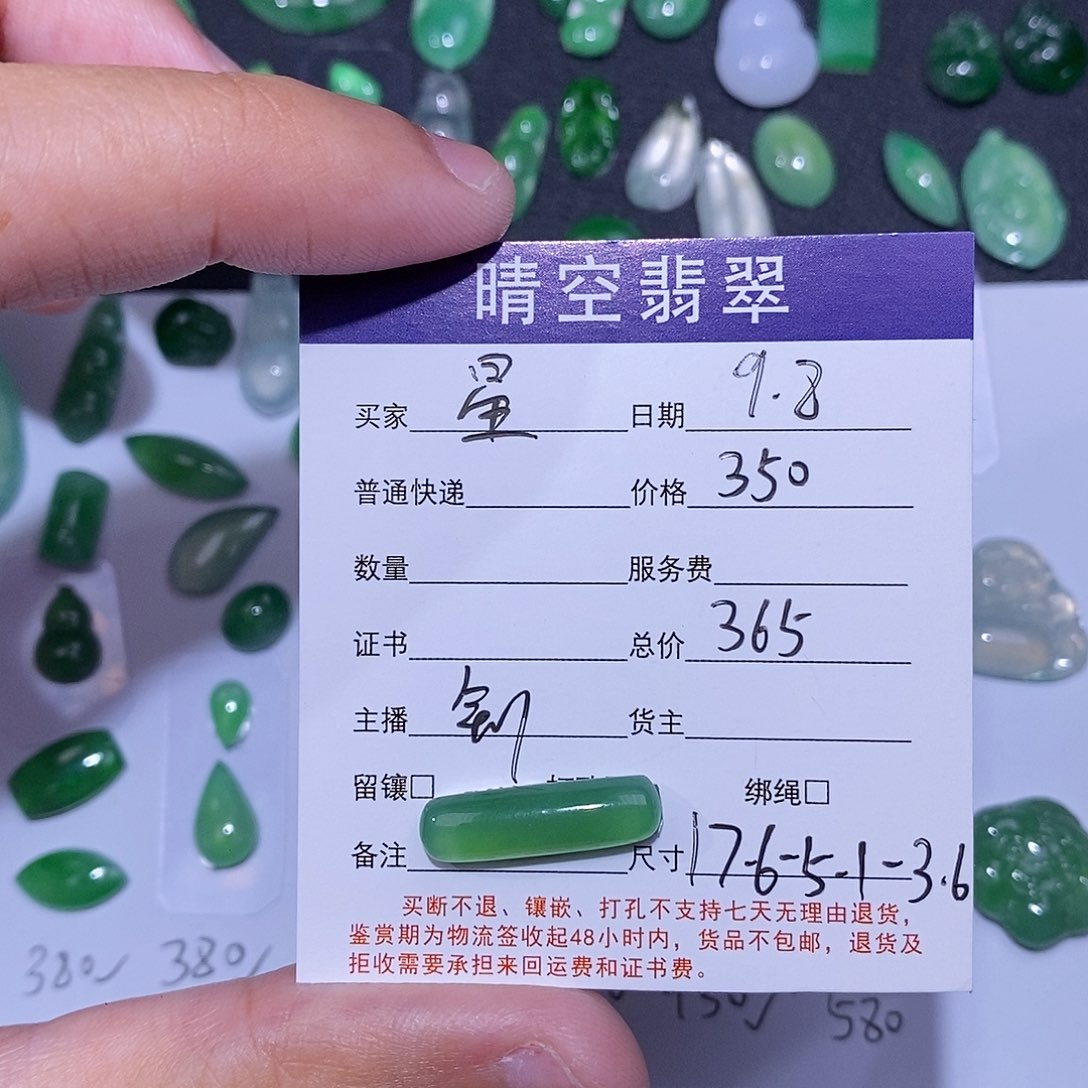 晴空翡翠
买家 星 日期 9.8
普通快递 价格 350
数量 服务费
证书 总价 365
主播 钊 货主
留镶□ 绑绳□
备注 尺寸 17.6-5.1-3.6
买断不退、镶嵌、打孔不支持七天无理由退货，
鉴赏期为物流签收起48小时内，货品不包邮，退货及
拒收需要承担来回运费和证书费。
380 380
580